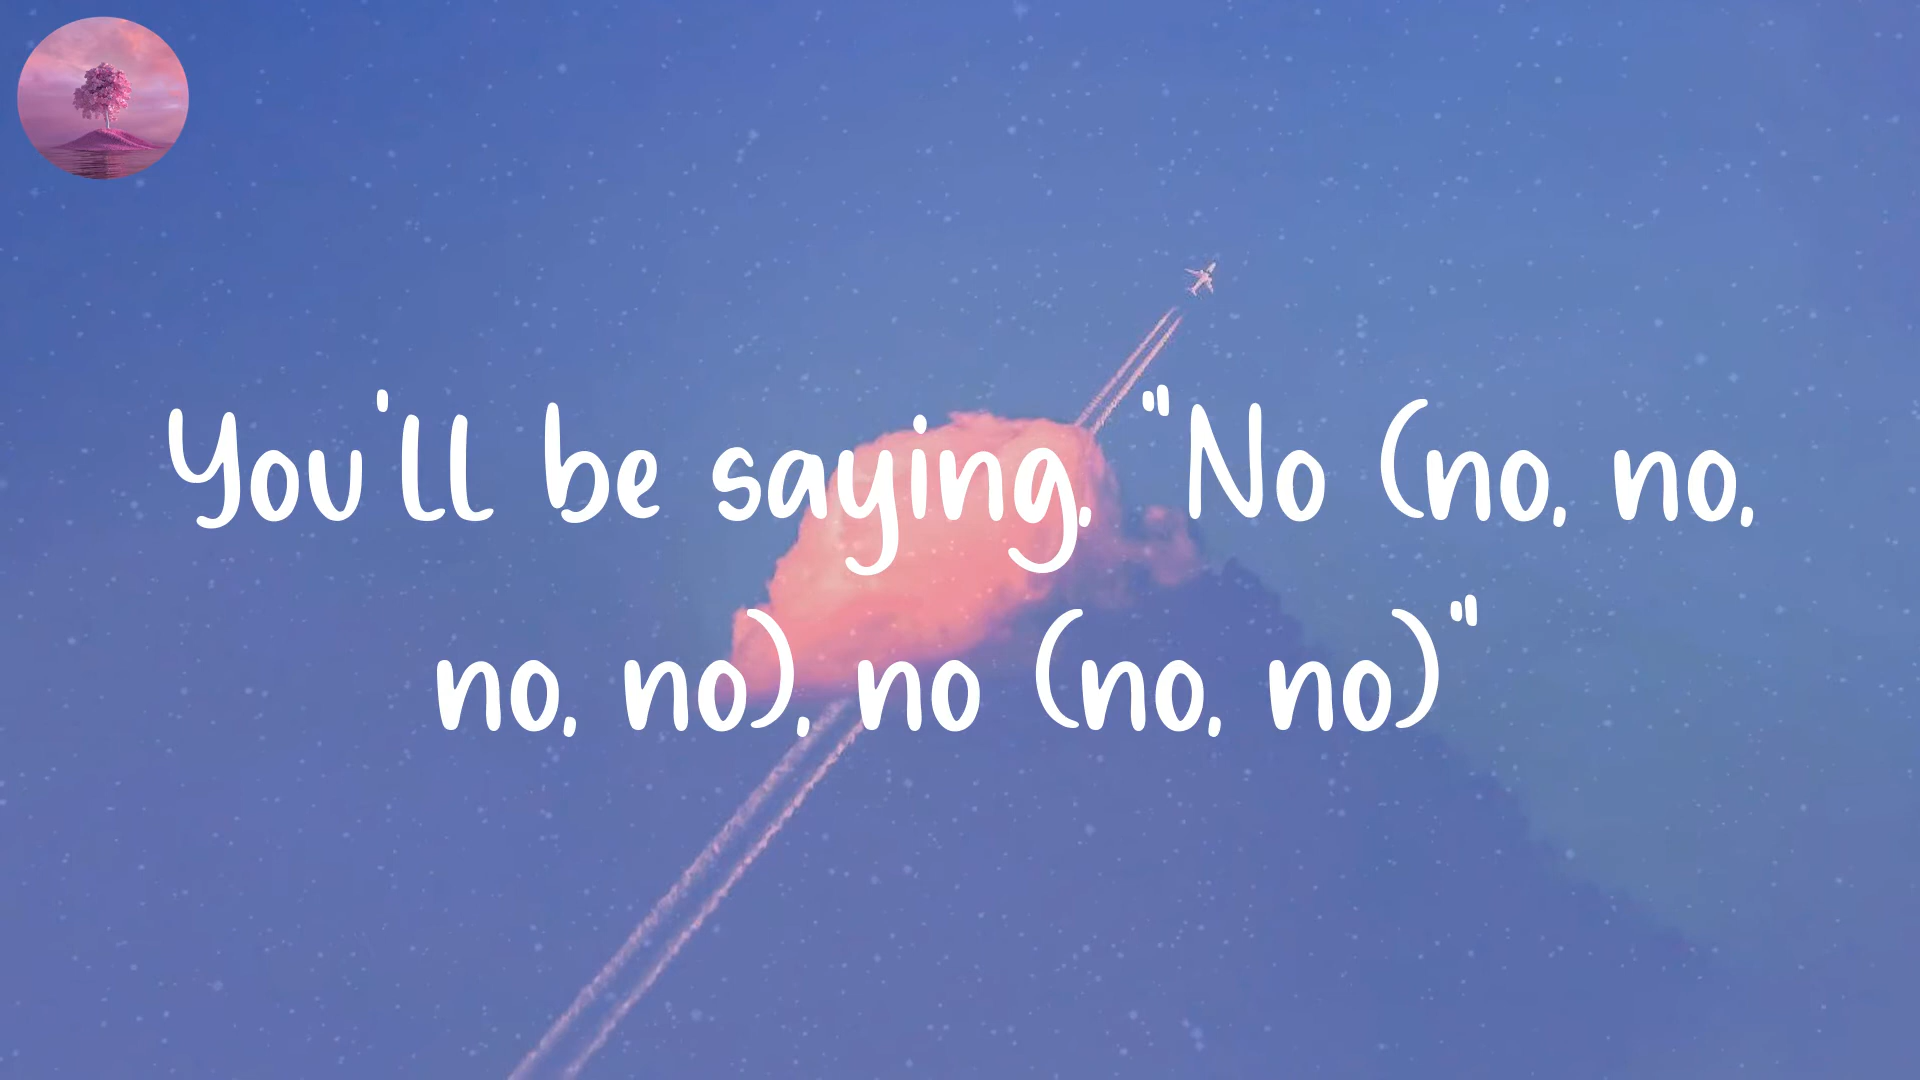 You'll be saying, "No (no, no,
no, no), no (no, no)"